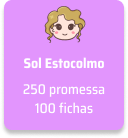 Sol Estocolmo
250 promessa
100 fichas